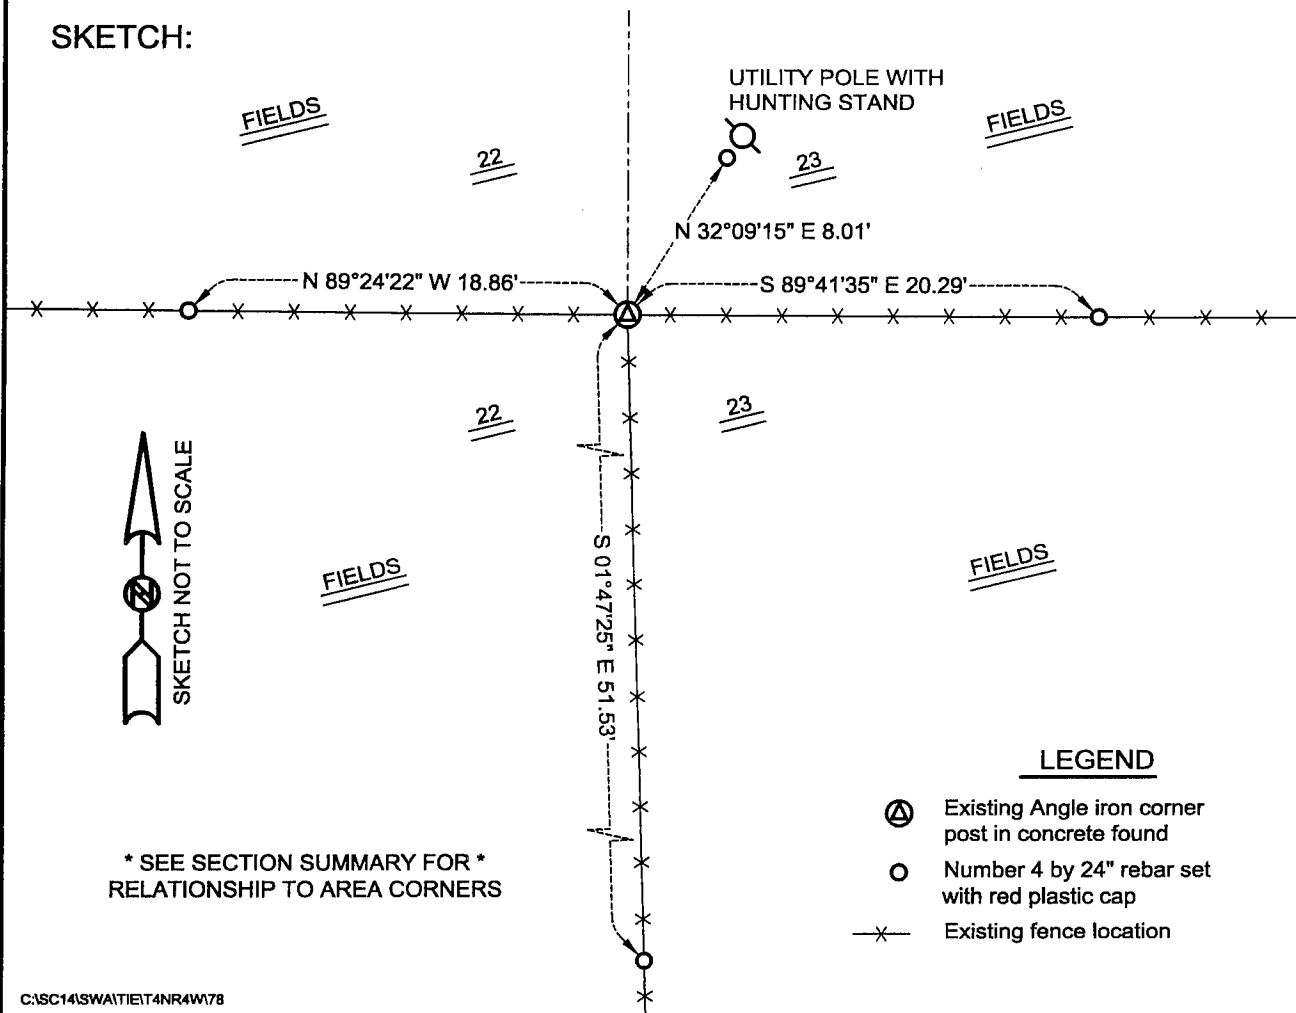 SKETCH:
UTILITY POLE WITH
HUNTING STAND
FIELDS
FIELDS
22
23
N 32°09'15" E 8.01'
N 89°24'22" W 18.86'
S 89°41'35" E 20.29'
22
23
SKETCH NOT TO SCALE
N
S 01°47'25" E 51.53'
FIELDS
FIELDS
LEGEND
Existing Angle iron corner
post in concrete found
Number 4 by 24" rebar set
with red plastic cap
Existing fence location
* SEE SECTION SUMMARY FOR *
RELATIONSHIP TO AREA CORNERS
C:\SC14\SWA\TIE\T4NR4W\78